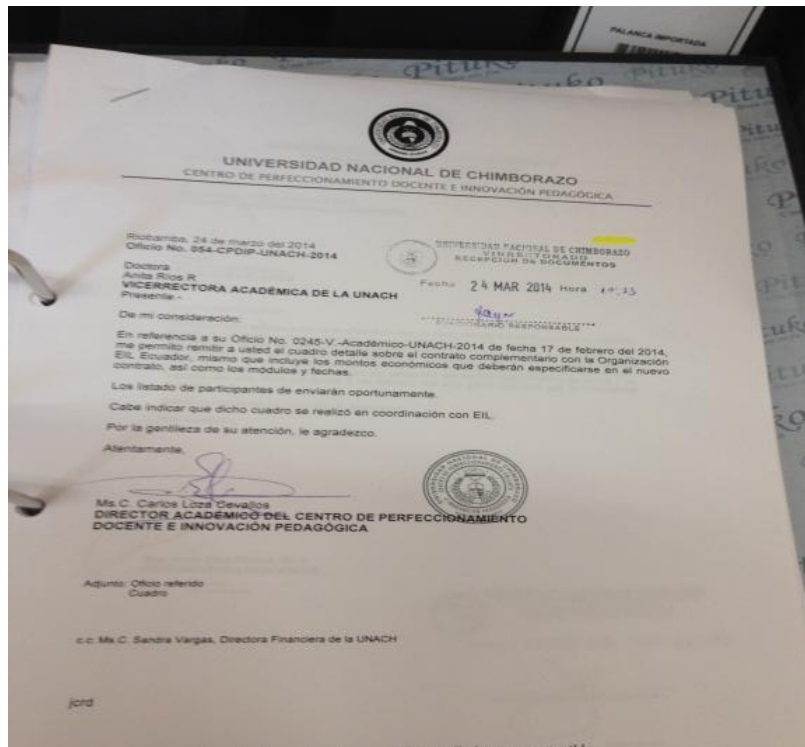 PALANCA IMPORTADA
Pituko
UNIVERSIDAD NACIONAL DE CHIMBORAZO
CENTRO DE PERFECCIONAMIENTO DOCENTE E INNOVACIÓN PEDAGÓGICA
Riobamba, 24 de marzo del 2014
Oficio No. 054-CPDIP-UNACH-2014
UNIVERSIDAD NACIONAL DE CHIMBORAZO
VICERRECTORADO
RECEPCION DE DOCUMENTOS
Fecha 24 MAR 2014 Hora
FUNCIONARIO RESPONSABLE
Doctora
Anita Ríos R.
VICERRECTORA ACADÉMICA DE LA UNACH
Presente.-
De mi consideración:
En referencia a su Oficio No. 0245-V.-Académico-UNACH-2014 de fecha 17 de febrero del 2014,
me permito remitir a usted el cuadro detalle sobre el contrato complementario con la Organización
EIL Ecuador, mismo que incluye los montos económicos que deberán especificarse en el nuevo
contrato, así como los módulos y fechas.
Los listado de participantes de enviarán oportunamente.
Cabe indicar que dicho cuadro se realizó en coordinación con EIL.
Por la gentileza de su atención, le agradezco.
Atentamente,
Ms.C. Carlos Loza Cevallos
DIRECTOR ACADÉMICO DEL CENTRO DE PERFECCIONAMIENTO
DOCENTE E INNOVACIÓN PEDAGÓGICA
Adjunto: Oficio referido
Cuadro
c.c: Ms.C. Sandra Vargas, Directora Financiera de la UNACH
jcrd